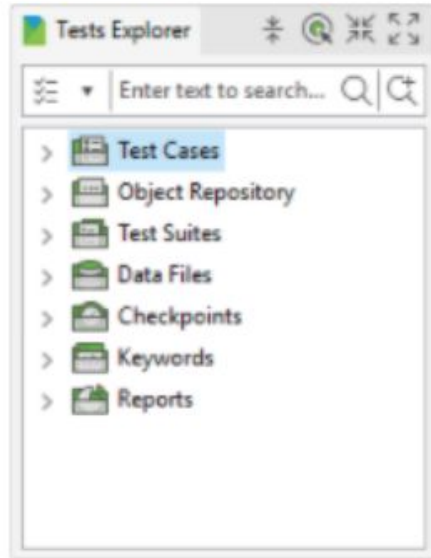 Tests Explorer
Enter text to search...
Test Cases
Object Repository
Test Suites
Data Files
Checkpoints
Keywords
Reports